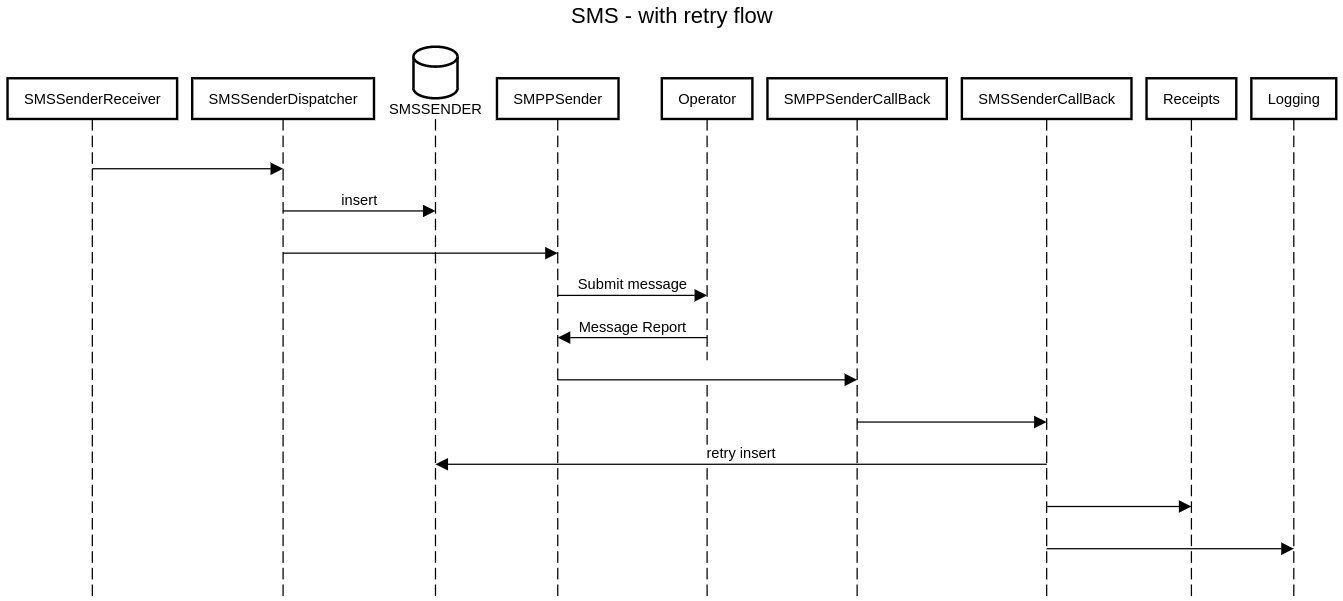 SMS - with retry flow
SMSSenderReceiver
SMSSenderDispatcher
SMSSENDER
SMPPSender
Operator
SMPPSenderCallBack
SMSSenderCallBack
Receipts
Logging
insert
Submit message
Message Report
retry insert